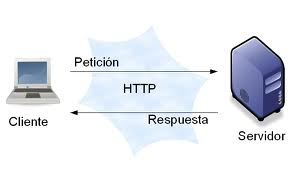 Petición
HTTP
Cliente
Respuesta
Servidor